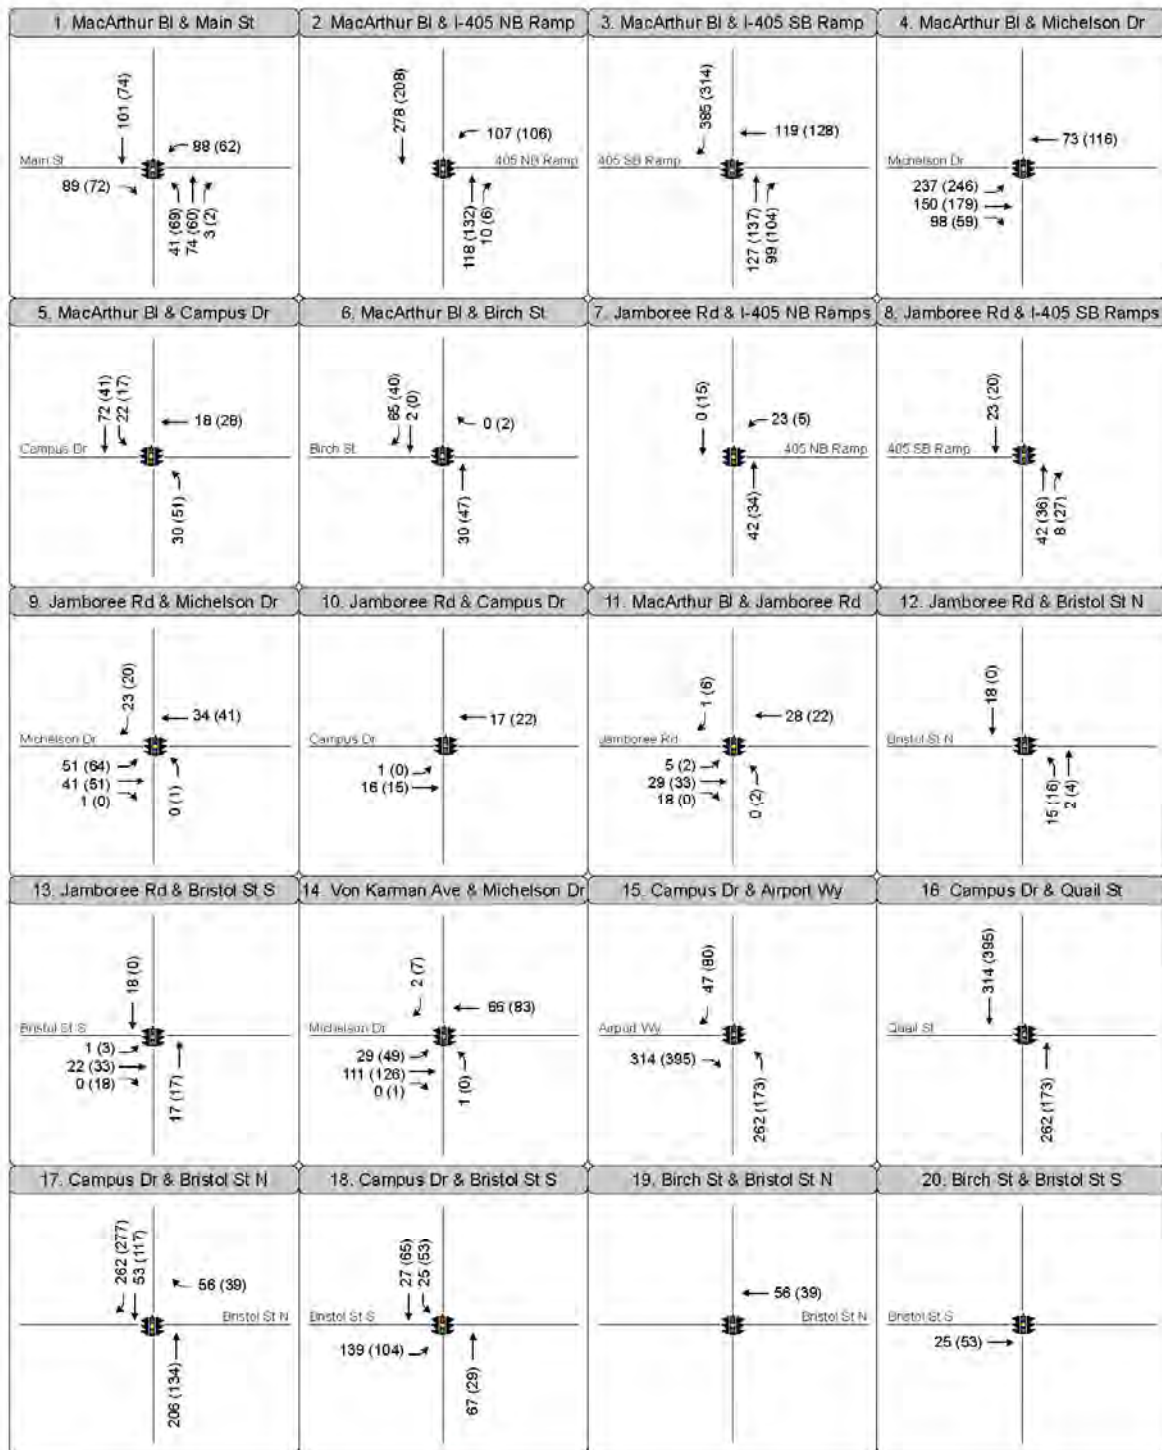 1. MacArthur Bl & Main St
101 (74)
88 (62)
Main St
89 (72)
41 (69)
74 (60)
3 (2)
2. MacArthur Bl & I-405 NB Ramp
278 (208)
107 (106)
405 NB Ramp
118 (132)
10 (6)
3. MacArthur Bl & I-405 SB Ramp
385 (314)
119 (128)
405 SB Ramp
127 (137)
99 (104)
4. MacArthur Bl & Michelson Dr
73 (116)
Michelson Dr
237 (246)
150 (179)
98 (59)
5. MacArthur Bl & Campus Dr
72 (41)
22 (17)
18 (28)
Campus Dr
30 (51)
6. MacArthur Bl & Birch St
65 (40)
2 (0)
0 (2)
Birch St
30 (47)
7. Jamboree Rd & I-405 NB Ramps
0 (15)
23 (5)
405 NB Ramp
42 (34)
8. Jamboree Rd & I-405 SB Ramps
23 (20)
405 SB Ramp
42 (36)
8 (27)
9. Jamboree Rd & Michelson Dr
23 (20)
34 (41)
Michelson Dr
51 (64)
41 (51)
1 (0)
0 (1)
10. Jamboree Rd & Campus Dr
17 (22)
Campus Dr
1 (0)
16 (15)
11. MacArthur Bl & Jamboree Rd
1 (6)
28 (22)
Jamboree Rd
5 (2)
29 (33)
18 (0)
0 (2)
12. Jamboree Rd & Bristol St N
18 (0)
Bristol St N
15 (16)
2 (4)
13. Jamboree Rd & Bristol St S
18 (0)
Bristol St S
1 (3)
22 (33)
0 (18)
17 (17)
14. Von Karman Ave & Michelson Dr
2 (7)
66 (83)
Michelson Dr
29 (49)
111 (126)
0 (1)
1 (0)
15. Campus Dr & Airport Wy
47 (80)
Airport Wy
314 (395)
262 (173)
16. Campus Dr & Quail St
314 (395)
Quail St
262 (173)
17. Campus Dr & Bristol St N
262 (277)
53 (117)
56 (39)
Bristol St N
206 (134)
18. Campus Dr & Bristol St S
27 (65)
25 (53)
Bristol St S
139 (104)
67 (29)
19. Birch St & Bristol St N
56 (39)
Bristol St N
20. Birch St & Bristol St S
Bristol St S
25 (53)